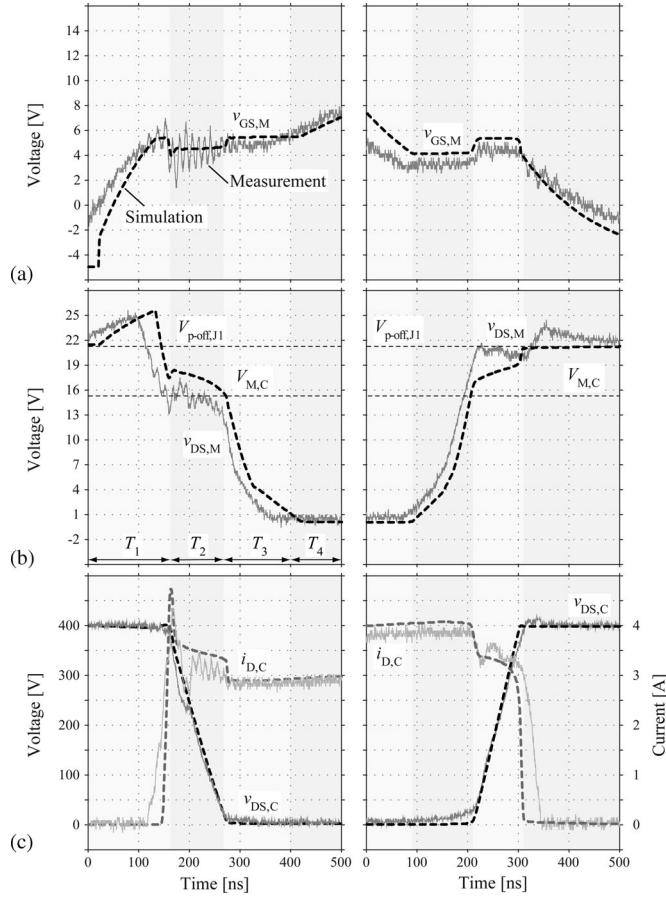 16
14
12
10
8
6
4
2
0
-2
-4
Voltage [V]
v_GS,M
Measurement
Simulation
v_GS,M
(a)
25
22
19
16
13
10
7
4
1
-2
Voltage [V]
V_p-off,J1
V_M,C
v_DS,M
T_1
T_2
T_3
T_4
V_p-off,J1
v_DS,M
V_M,C
(b)
400
300
200
100
0
Voltage [V]
i_D,C
v_DS,C
0
100
200
300
400
500
Time [ns]
v_DS,C
i_D,C
4
3
2
1
0
Current [A]
0
100
200
300
400
500
Time [ns]
(c)